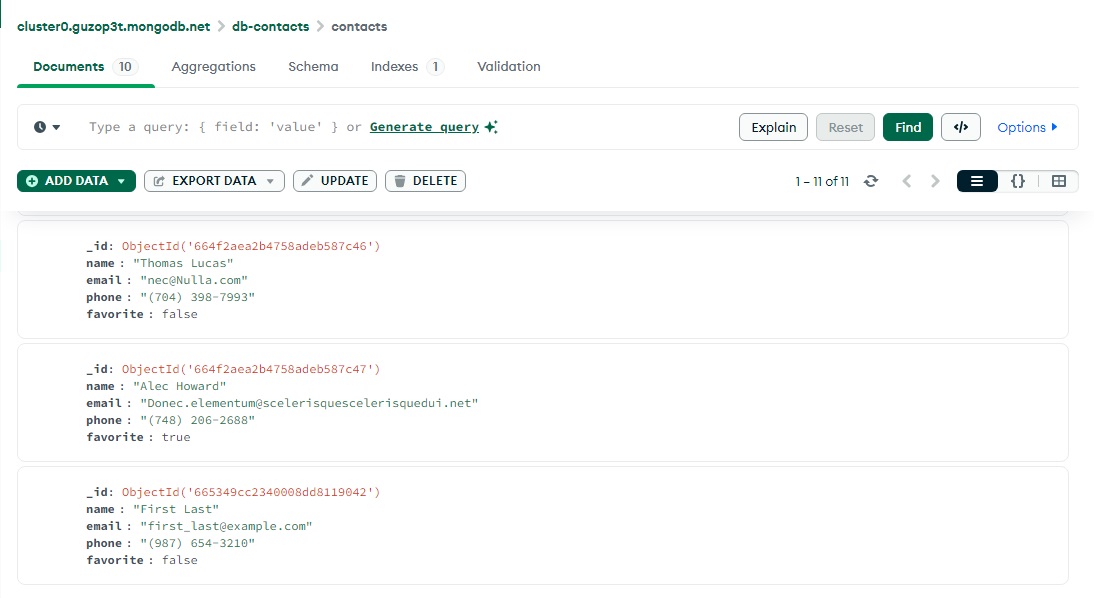 cluster0.guzop3t.mongodb.net > db-contacts > contacts
Documents 10 Aggregations Schema Indexes 1 Validation
Type a query: { field: 'value' } or Generate query Explain Reset Find </> Options
ADD DATA EXPORT DATA UPDATE DELETE 1 – 11 of 11 {}
_id: ObjectId('664f2aea2b4758adeb587c46')
name : "Thomas Lucas"
email : "nec@Nulla.com"
phone : "(704) 398-7993"
favorite : false
_id: ObjectId('664f2aea2b4758adeb587c47')
name : "Alec Howard"
email : "Donec.elementum@scelerisquescelerisquedui.net"
phone : "(748) 206-2688"
favorite : true
_id: ObjectId('665349cc2340008dd8119042')
name : "First Last"
email : "first_last@example.com"
phone : "(987) 654-3210"
favorite : false